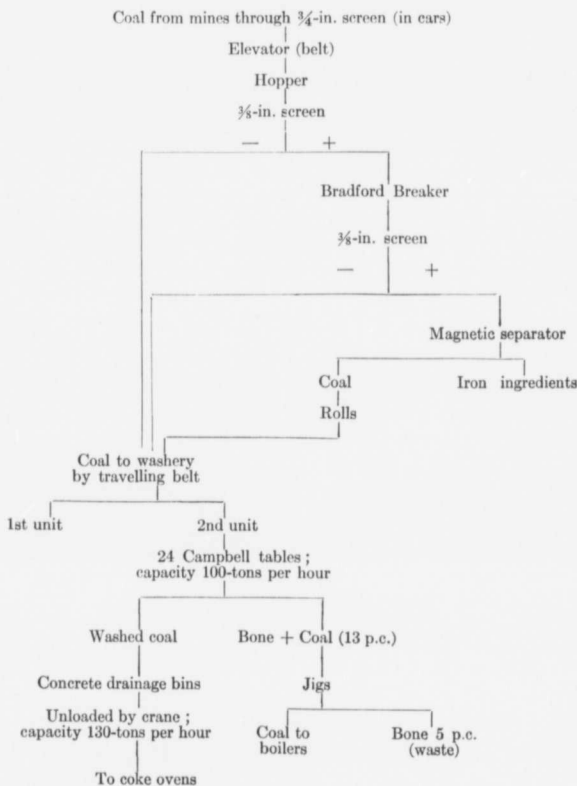 Coal from mines through ¾-in. screen (in cars)
Elevator (belt)
Hopper
⅜-in. screen
— +
Bradford Breaker
⅜-in. screen
— +
Magnetic separator
Coal Iron ingredients
Rolls
Coal to washery
by travelling belt
1st unit 2nd unit
24 Campbell tables ;
capacity 100-tons per hour
Washed coal Bone + Coal (13 p.c.)
Concrete drainage bins Jigs
Unloaded by crane ;
capacity 130-tons per hour
Coal to
boilers
Bone 5 p.c.
(waste)
To coke ovens